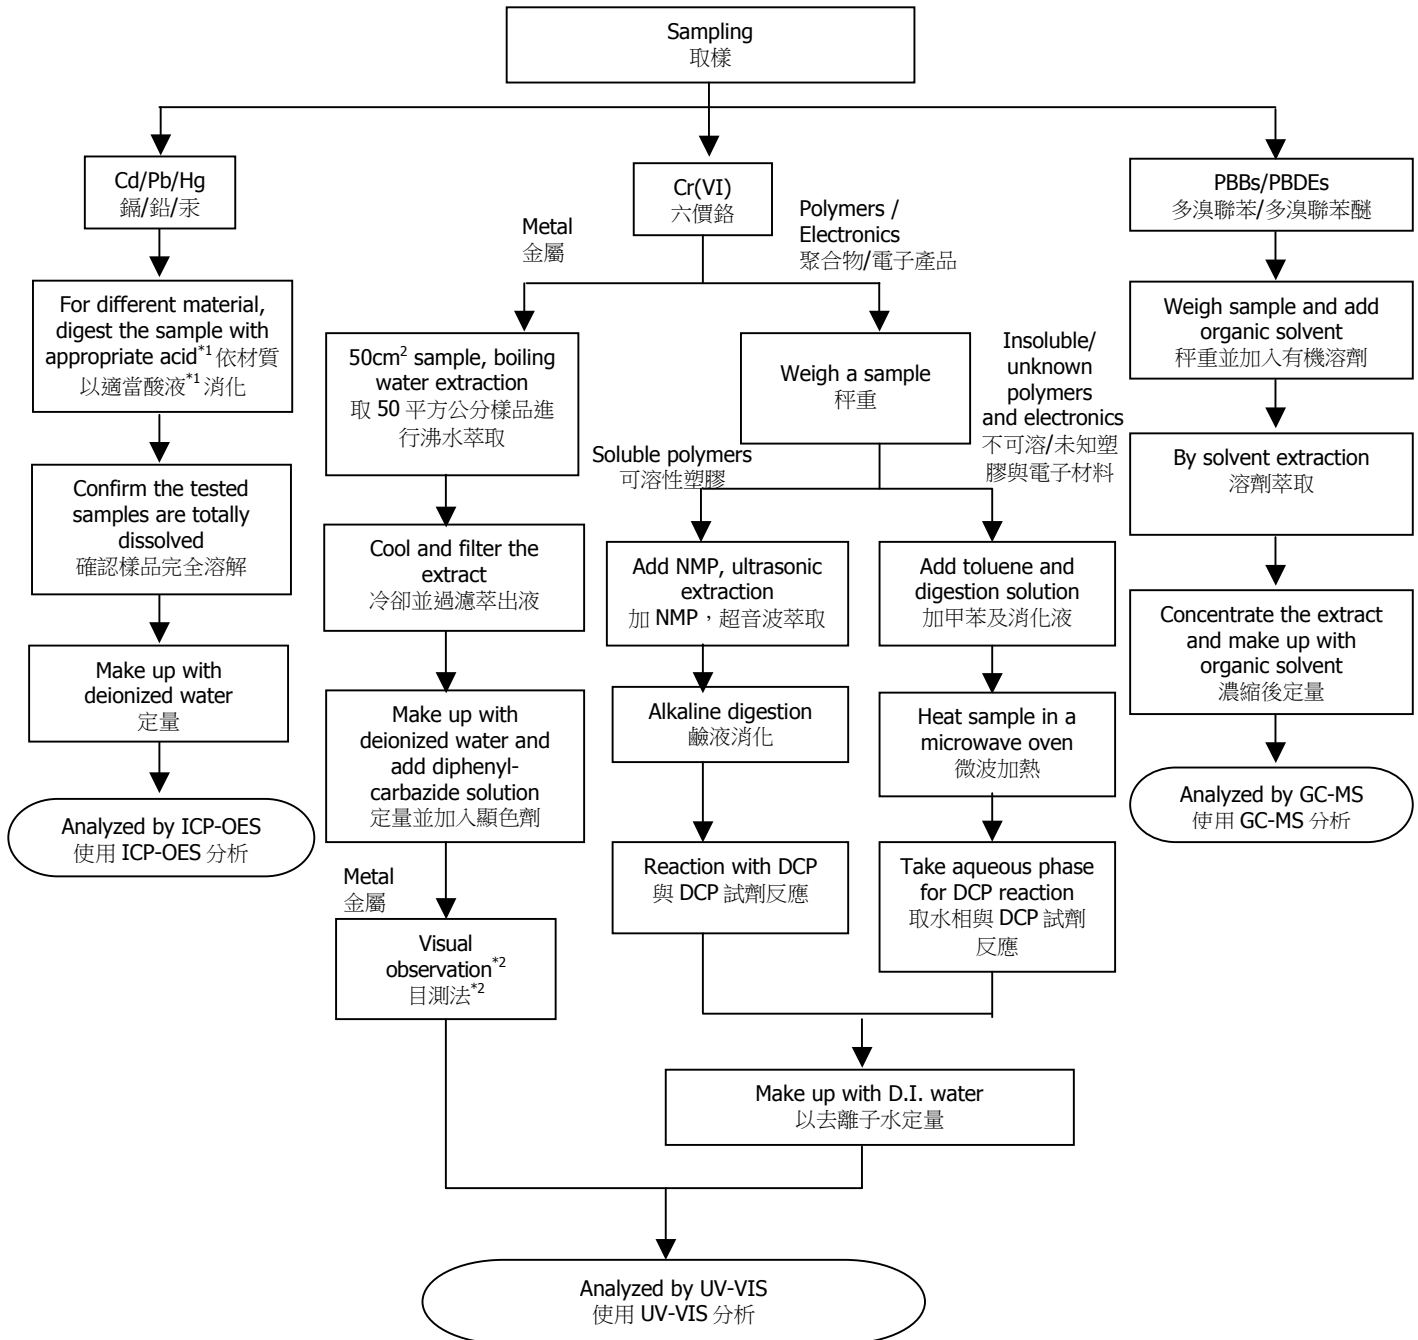 Sampling
取樣
Cd/Pb/Hg
鎘/鉛/汞
For different material,
digest the sample with
appropriate acid*1 依材質
以適當酸液*1 消化
Confirm the tested
samples are totally
dissolved
確認樣品完全溶解
Make up with
deionized water
定量
Analyzed by ICP-OES
使用 ICP-OES 分析
Cr(VI)
六價鉻
Metal
金屬
Polymers /
Electronics
聚合物/電子產品
50cm2 sample, boiling
water extraction
取 50 平方公分樣品進
行沸水萃取
Cool and filter the
extract
冷卻並過濾萃出液
Make up with
deionized water and
add diphenyl-
carbazide solution
定量並加入顯色劑
Metal
金屬
Visual
observation*2
目測法*2
Weigh a sample
秤重
Soluble polymers
可溶性塑膠
Insoluble/
unknown
polymers
and electronics
不可溶/未知塑
膠與電子材料
Add NMP, ultrasonic
extraction
加 NMP，超音波萃取
Alkaline digestion
鹼液消化
Reaction with DCP
與 DCP 試劑反應
Add toluene and
digestion solution
加甲苯及消化液
Heat sample in a
microwave oven
微波加熱
Take aqueous phase
for DCP reaction
取水相與 DCP 試劑
反應
Make up with D.I. water
以去離子水定量
Analyzed by UV-VIS
使用 UV-VIS 分析
PBBs/PBDEs
多溴聯苯/多溴聯苯醚
Weigh sample and add
organic solvent
秤重並加入有機溶劑
By solvent extraction
溶劑萃取
Concentrate the extract
and make up with
organic solvent
濃縮後定量
Analyzed by GC-MS
使用 GC-MS 分析